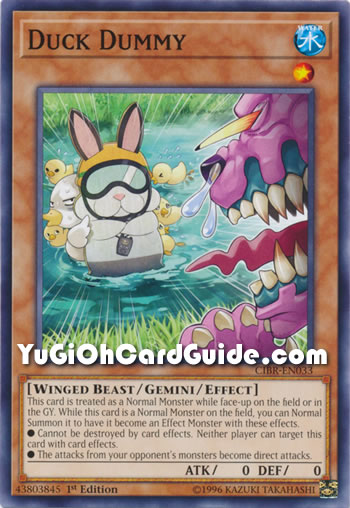 DUCK DUMMY
WATER
水
YuGiOhCardGuide.com
CIBR-EN033
[WINGED BEAST/GEMINI/EFFECT]
This card is treated as a Normal Monster while face-up on the field or in
the GY. While this card is a Normal Monster on the field, you can Normal
Summon it to have it become an Effect Monster with these effects.
● Cannot be destroyed by card effects. Neither player can target this
card with card effects.
● The attacks from your opponent's monsters become direct attacks.
ATK/ 0 DEF/ 0
43803845 1st Edition ©1996 KAZUKI TAKAHASHI